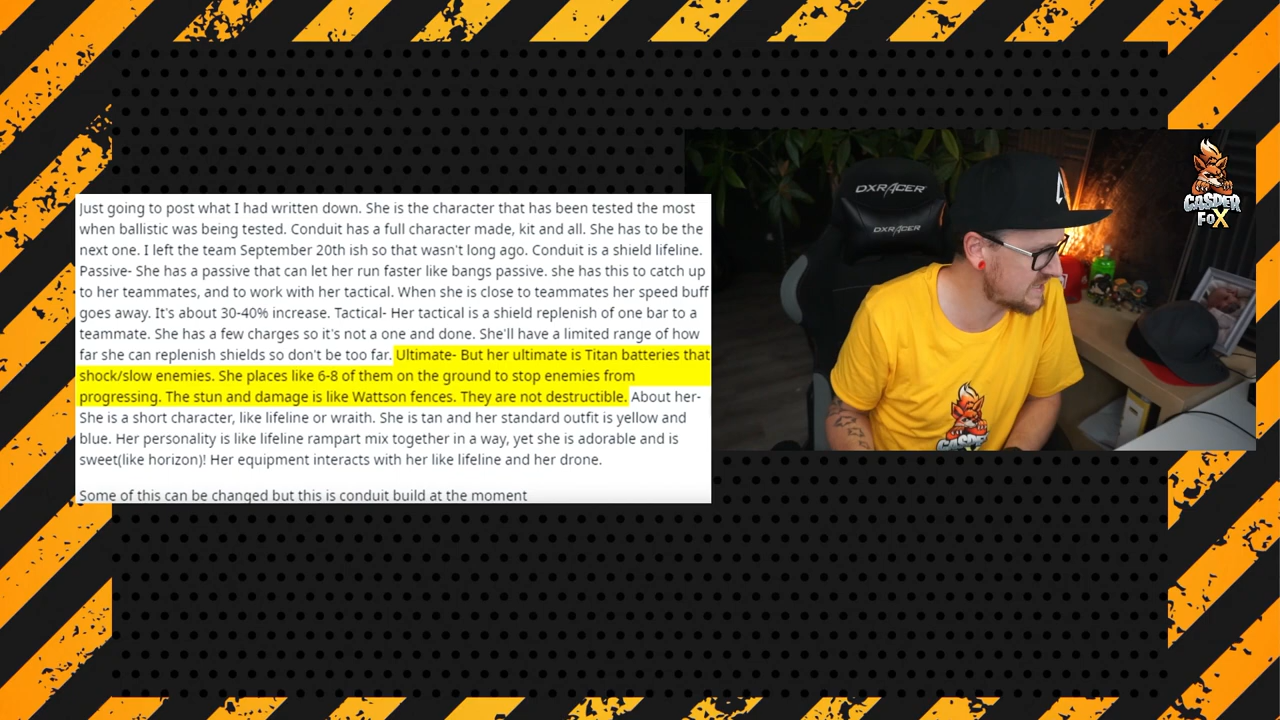 Just going to post what I had written down. She is the character that has been tested the most
when ballistic was being tested. Conduit has a full character made, kit and all. She has to be the
next one. I left the team September 20th ish so that wasn't long ago. Conduit is a shield lifeline.
Passive- She has a passive that can let her run faster like bangs passive. she has this to catch up
to her teammates, and to work with her tactical. When she is close to teammates her speed buff
goes away. It's about 30-40% increase. Tactical- Her tactical is a shield replenish of one bar to a
teammate. She has a few charges so it's not a one and done. She'll have a limited range of how
far she can replenish shields so don't be too far. Ultimate- But her ultimate is Titan batteries that
shock/slow enemies. She places like 6-8 of them on the ground to stop enemies from
progressing. The stun and damage is like Wattson fences. They are not destructible. About her-
She is a short character, like lifeline or wraith. She is tan and her standard outfit is yellow and
blue. Her personality is like lifeline rampart mix together in a way, yet she is adorable and is
sweet(like horizon)! Her equipment interacts with her like lifeline and her drone.
Some of this can be changed but this is conduit build at the moment
DXRACER
DXRACER
CASPER
FOX